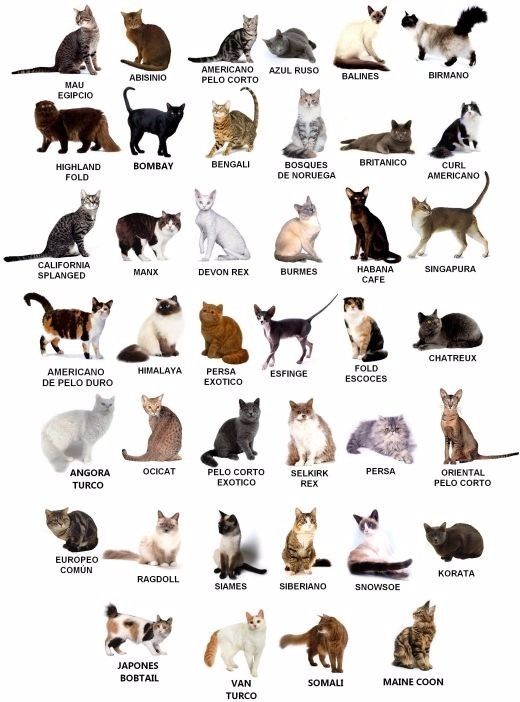 MAU
EGIPCIO
ABISINIO
AMERICANO
PELO CORTO
AZUL RUSO
BALINES
BIRMANO
HIGHLAND
FOLD
BOMBAY
BENGALI
BOSQUES
DE NORUEGA
BRITANICO
CURL
AMERICANO
CALIFORNIA
SPLANGED
MANX
DEVON REX
BURMES
HABANA
CAFE
SINGAPURA
AMERICANO
DE PELO DURO
HIMALAYA
PERSA
EXOTICO
ESFINGE
FOLD
ESCOCES
CHATREUX
ANGORA
TURCO
OCICAT
PELO CORTO
EXOTICO
SELKIRK
REX
PERSA
ORIENTAL
PELO CORTO
EUROPEO
COMÚN
RAGDOLL
SIAMES
SIBERIANO
SNOWSOE
KORATA
JAPONES
BOBTAIL
VAN
TURCO
SOMALI
MAINE COON